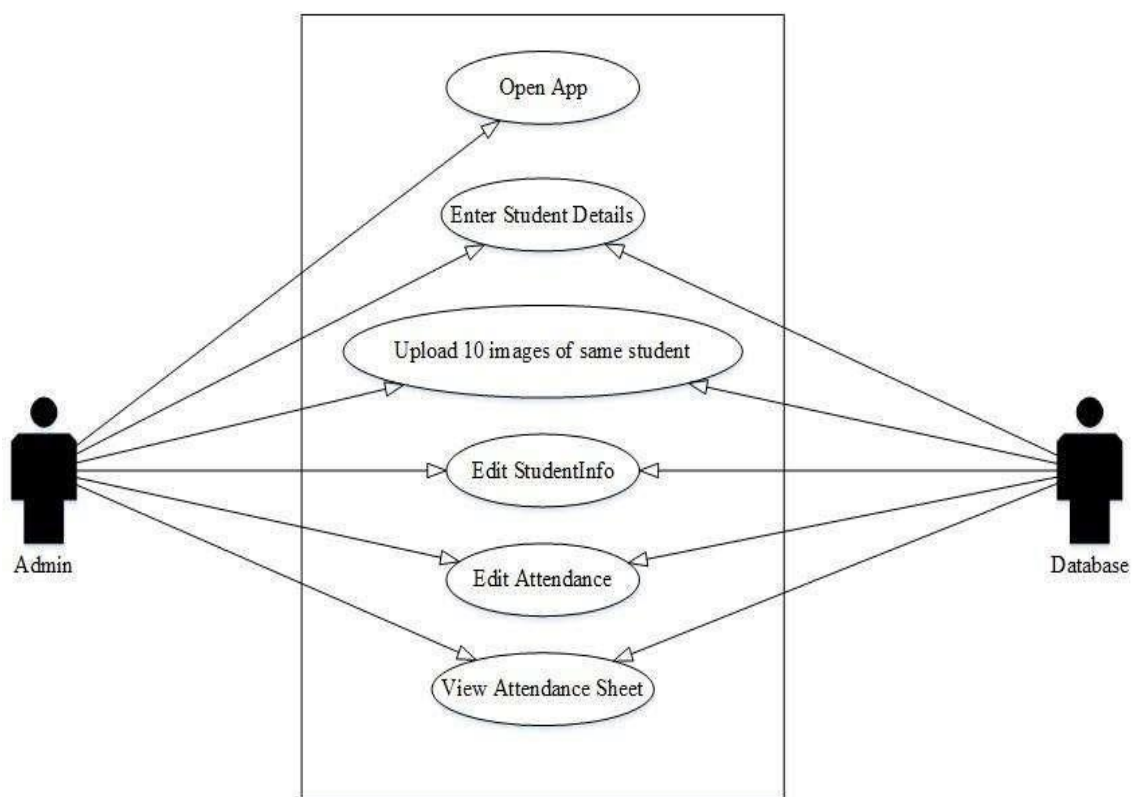 Open App
Enter Student Details
Upload 10 images of same student
Edit StudentInfo
Edit Attendance
View Attendance Sheet
Admin
Database